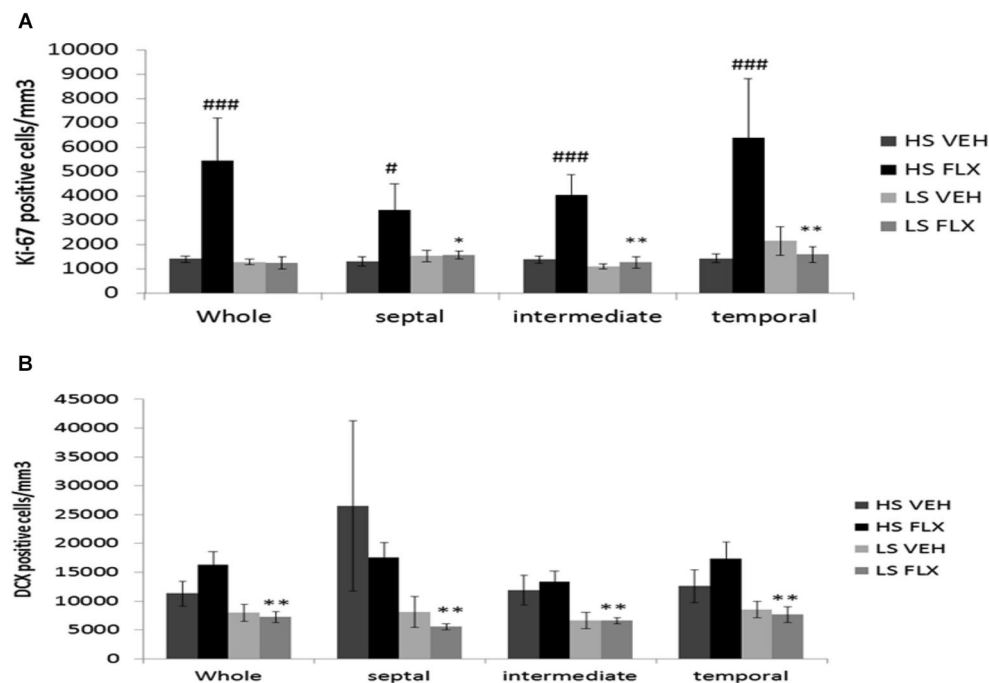 A
Ki-67 positive cells/mm3
10000
9000
8000
7000
6000
5000
4000
3000
2000
1000
0
###
#
*
###
**
###
**
Whole
septal
intermediate
temporal
HS VEH
HS FLX
LS VEH
LS FLX
B
DCX positive cells/mm3
45000
40000
35000
30000
25000
20000
15000
10000
5000
0
**
**
**
**
Whole
septal
intermediate
temporal
HS VEH
HS FLX
LS VEH
LS FLX